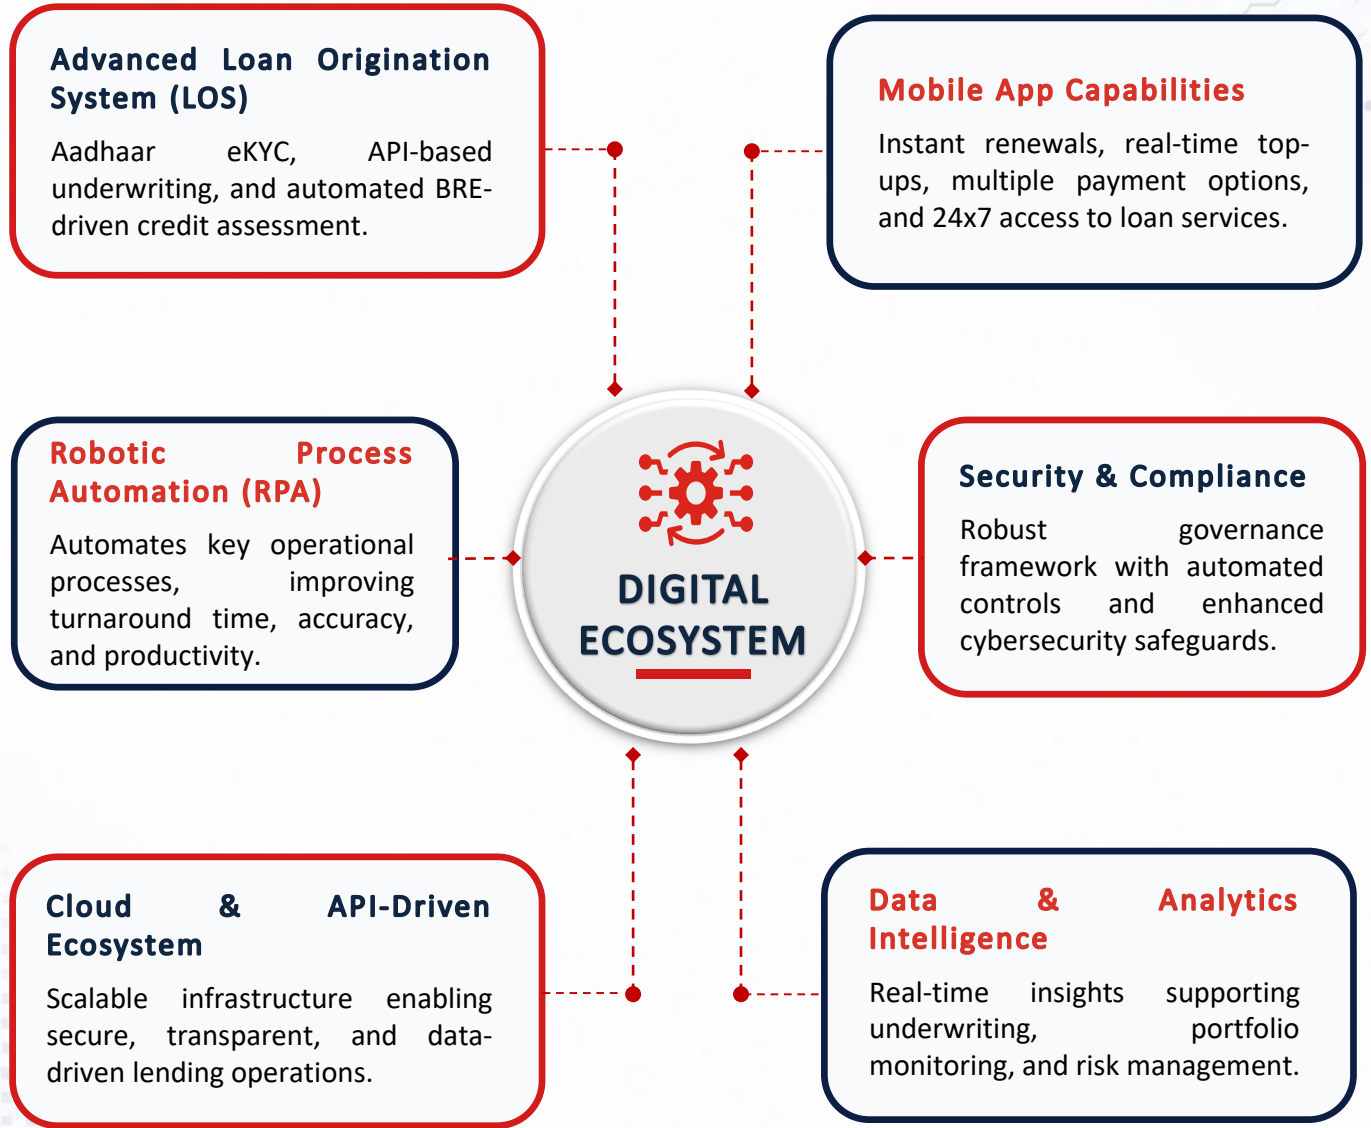 Advanced Loan Origination
System (LOS)
Aadhaar eKYC, API-based
underwriting, and automated BRE-
driven credit assessment.
Mobile App Capabilities
Instant renewals, real-time top-
ups, multiple payment options,
and 24x7 access to loan services.
Robotic Process
Automation (RPA)
Automates key operational
processes, improving
turnaround time, accuracy,
and productivity.
DIGITAL
ECOSYSTEM
Security & Compliance
Robust governance
framework with automated
controls and enhanced
cybersecurity safeguards.
Cloud & API-Driven
Ecosystem
Scalable infrastructure enabling
secure, transparent, and data-
driven lending operations.
Data & Analytics
Intelligence
Real-time insights supporting
underwriting, portfolio
monitoring, and risk management.